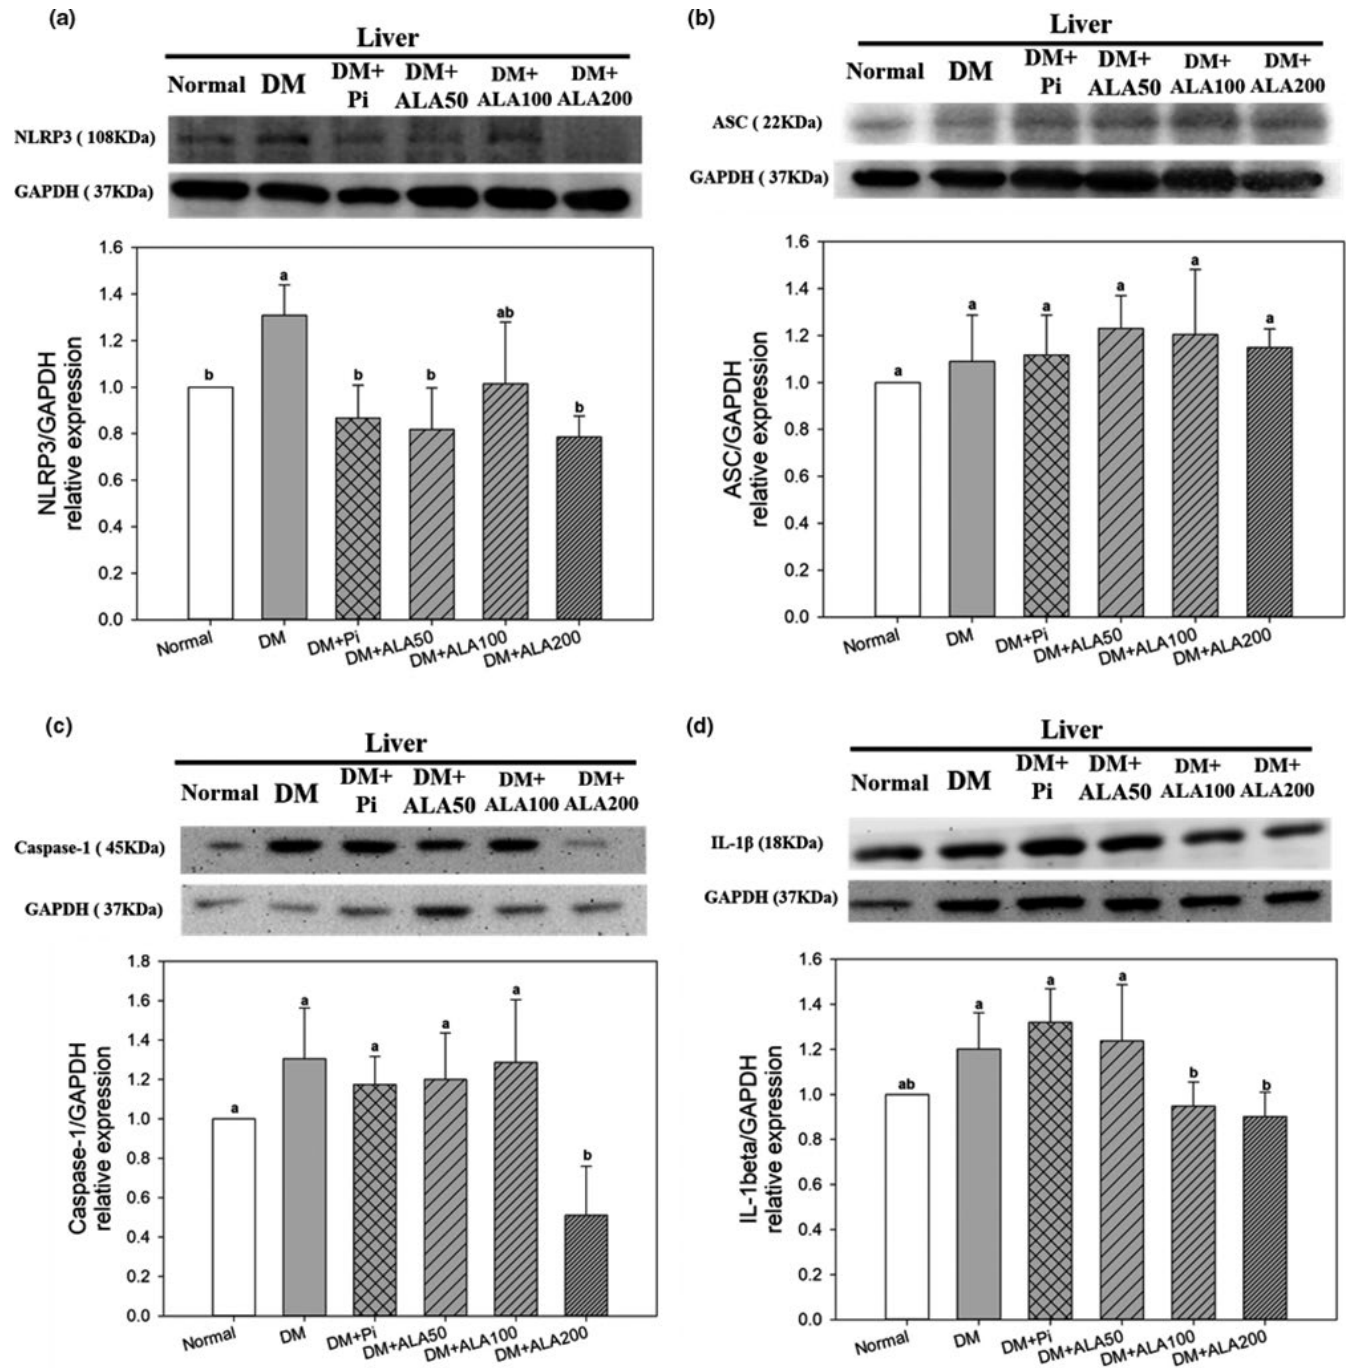 (a)
Liver
Normal DM DM+ Pi DM+ ALA50 DM+ ALA100 DM+ ALA200
NLRP3 ( 108KDa)
GAPDH ( 37KDa)
NLRP3/GAPDH
relative expression
1.6
1.4
1.2
1.0
0.8
0.6
0.4
0.2
0.0
b a b b ab b
Normal DM DM+Pi DM+ALA50 DM+ALA100 DM+ALA200
(b)
Liver
Normal DM DM+ Pi DM+ ALA50 DM+ ALA100 DM+ ALA200
ASC ( 22KDa)
GAPDH ( 37KDa)
ASC/GAPDH
relative expression
1.6
1.4
1.2
1.0
0.8
0.6
0.4
0.2
0.0
a a a a a a
Normal DM DM+Pi DM+ALA50 DM+ALA100 DM+ALA200
(c)
Liver
Normal DM DM+ Pi DM+ ALA50 DM+ ALA100 DM+ ALA200
Caspase-1 ( 45KDa)
GAPDH ( 37KDa)
Caspase-1/GAPDH
relative expression
1.8
1.6
1.4
1.2
1.0
0.8
0.6
0.4
0.2
0.0
a a a a a b
Normal DM DM+Pi DM+ALA50 DM+ALA100 DM+ALA200
(d)
Liver
Normal DM DM+ Pi DM+ ALA50 DM+ ALA100 DM+ ALA200
IL-1β (18KDa)
GAPDH (37KDa)
IL-1beta/GAPDH
relative expression
1.6
1.4
1.2
1.0
0.8
0.6
0.4
0.2
0.0
ab a a a b b
Normal DM DM+Pi DM+ALA50 DM+ALA100 DM+ALA200